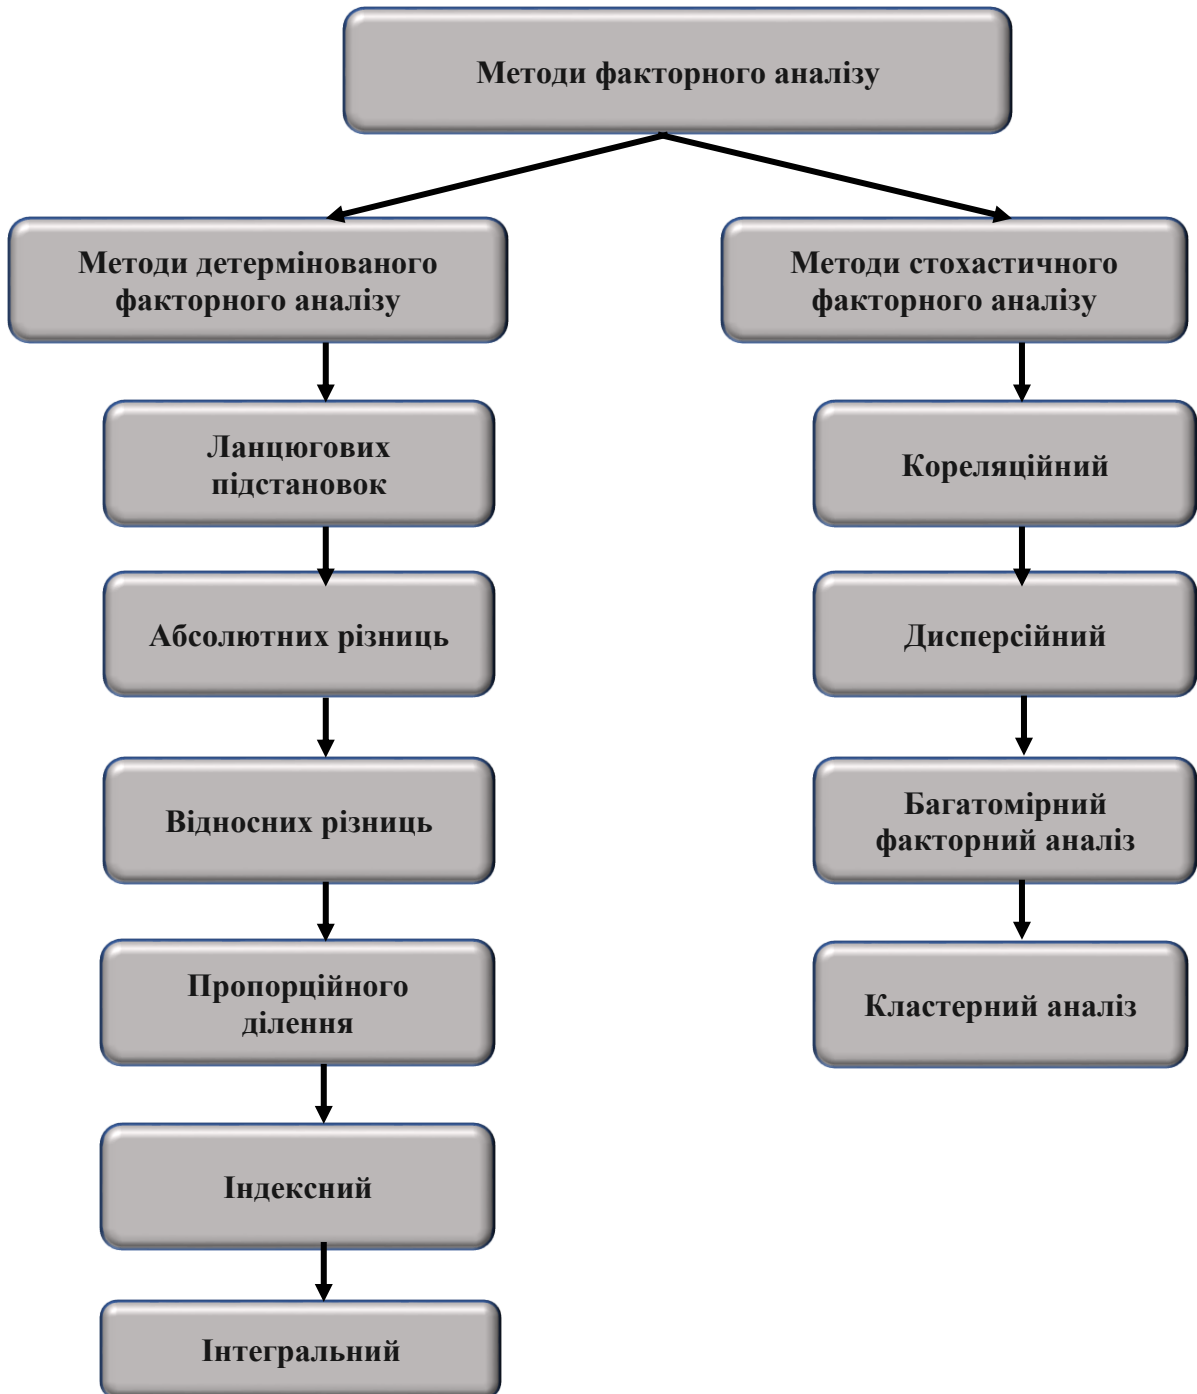 Методи факторного аналізу
Методи детермінованого
факторного аналізу
Методи стохастичного
факторного аналізу
Ланцюгових
підстановок
Кореляційний
Абсолютних різниць
Дисперсійний
Відносних різниць
Багатомірний
факторний аналіз
Пропорційного
ділення
Кластерний аналіз
Індексний
Інтегральний